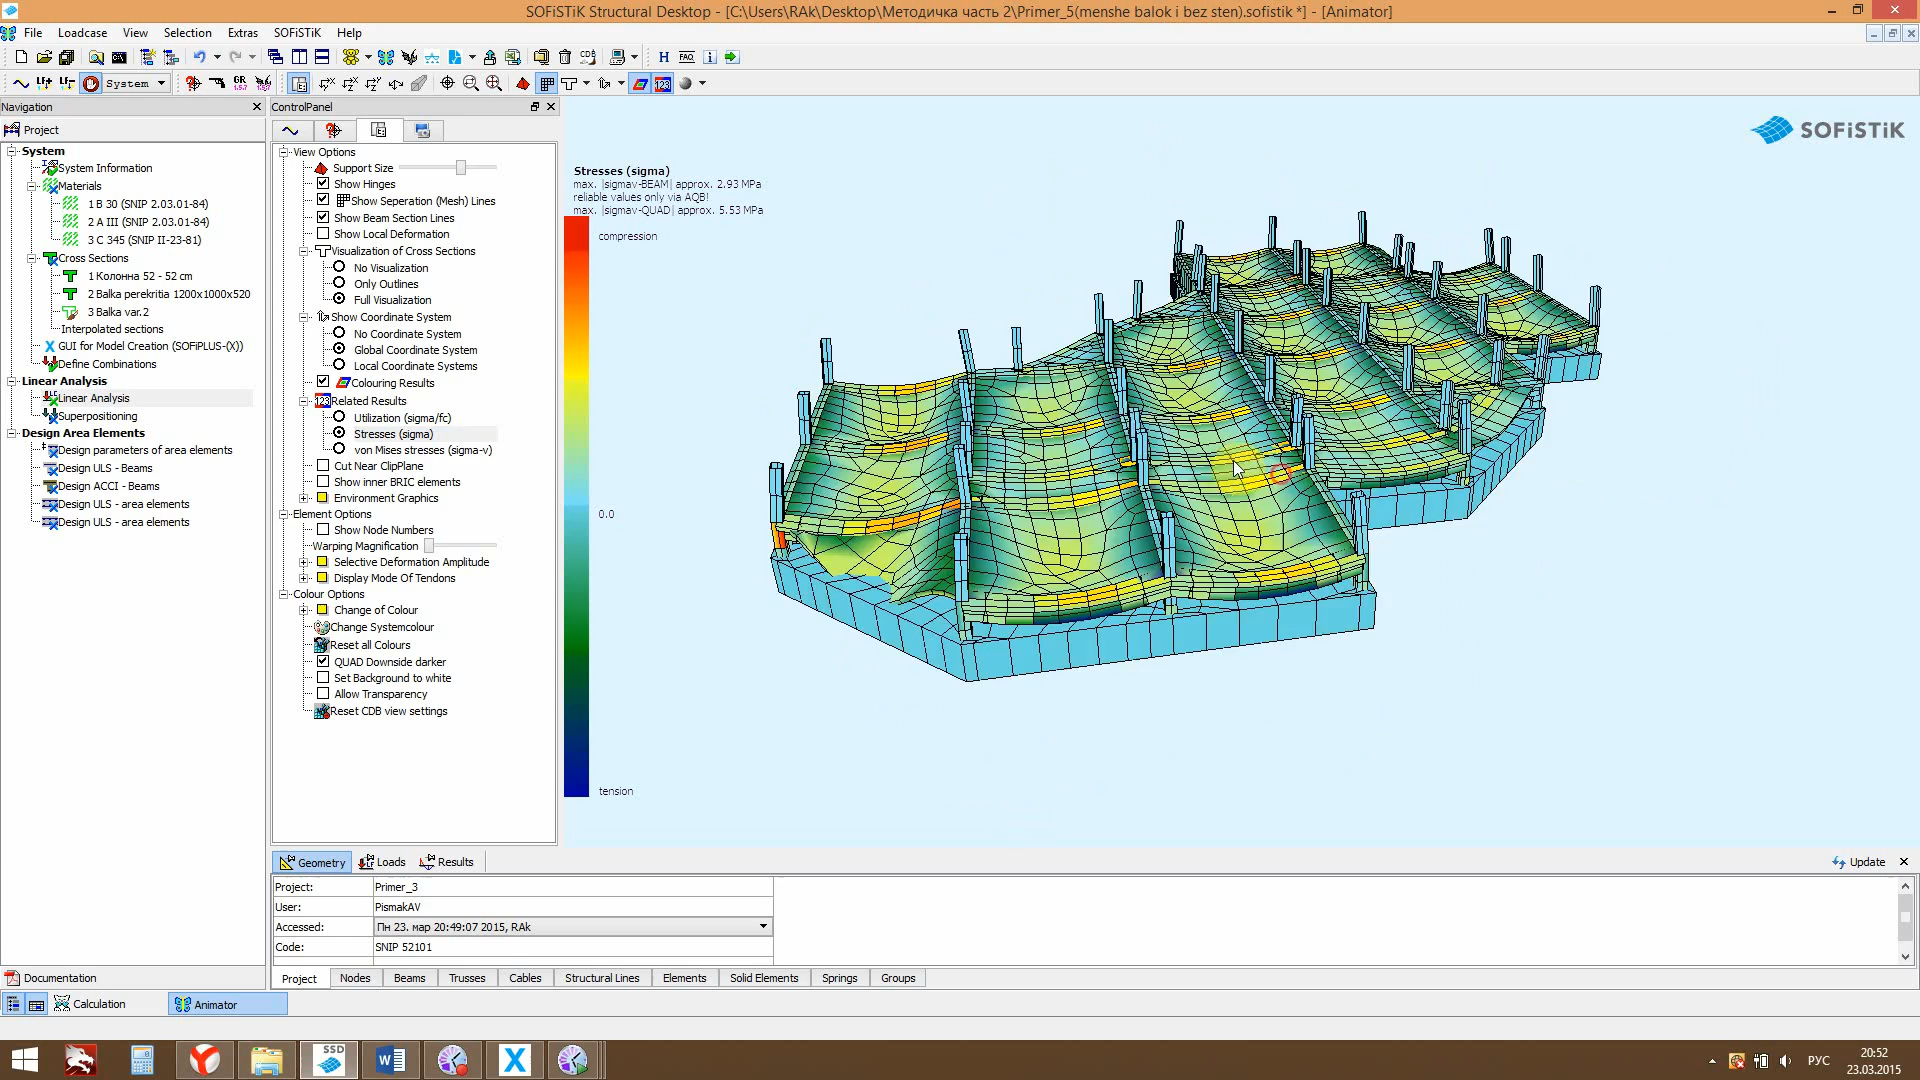 SOFiSTiK Structural Desktop - [C:\Users\RAk\Desktop\Методичка часть 2\Primer_5(menshe balok i bez sten).sofistik *] - [Animator]
File Loadcase View Selection Extras SOFiSTiK Help
H FAQ
LF+ LF- System GR 123
Navigation
ControlPanel
Project
System
System Information
Materials
1 B 30 (SNIP 2.03.01-84)
2 A III (SNIP 2.03.01-84)
3 C 345 (SNIP II-23-81)
Cross Sections
1 Колонна 52 - 52 cm
2 Balka perekritia 1200x1000x520
3 Balka var.2
Interpolated sections
GUI for Model Creation (SOFiPLUS-(X))
Define Combinations
Linear Analysis
Linear Analysis
Superpositioning
Design Area Elements
Design parameters of area elements
Design ULS - Beams
Design ACCI - Beams
Design ULS - area elements
Design ULS - area elements
Documentation
View Options
Support Size
Show Hinges
Show Seperation (Mesh) Lines
Show Beam Section Lines
Show Local Deformation
Visualization of Cross Sections
No Visualization
Only Outlines
Full Visualization
Show Coordinate System
No Coordinate System
Global Coordinate System
Local Coordinate Systems
Colouring Results
123 Related Results
Utilization (sigma/fc)
Stresses (sigma)
von Mises stresses (sigma-v)
Cut Near ClipPlane
Show inner BRIC elements
Environment Graphics
Element Options
Show Node Numbers
Warping Magnification
Selective Deformation Amplitude
Display Mode Of Tendons
Colour Options
Change of Colour
Change Systemcolour
Reset all Colours
QUAD Downside darker
Set Background to white
Allow Transparency
Reset CDB view settings
SOFiSTiK
Stresses (sigma)
max. |sigmav-BEAM| approx. 2.93 MPa
reliable values only via AQB!
max. |sigmav-QUAD| approx. 5.53 MPa
compression
0.0
tension
Geometry Loads Results
Update
Project: Primer_3
User: PismakAV
Accessed: Пн 23. мар 20:49:07 2015, RAk
Code: SNIP 52101
Project Nodes Beams Trusses Cables Structural Lines Elements Solid Elements Springs Groups
Calculation Animator
SSD
РУС
20:52
23.03.2015